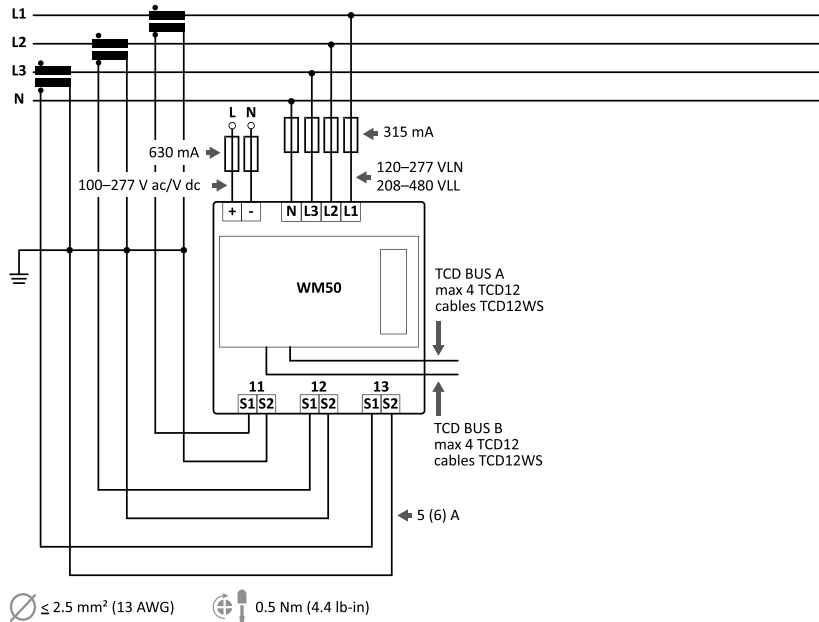 L1
L2
L3
N
L N
630 mA
315 mA
100–277 V ac/V dc
120–277 VLN
208–480 VLL
+ - N L3 L2 L1
WM50
TCD BUS A
max 4 TCD12
cables TCD12WS
11 12 13
S1 S2 S1 S2 S1 S2
TCD BUS B
max 4 TCD12
cables TCD12WS
5 (6) A
≤ 2.5 mm² (13 AWG) 0.5 Nm (4.4 lb-in)